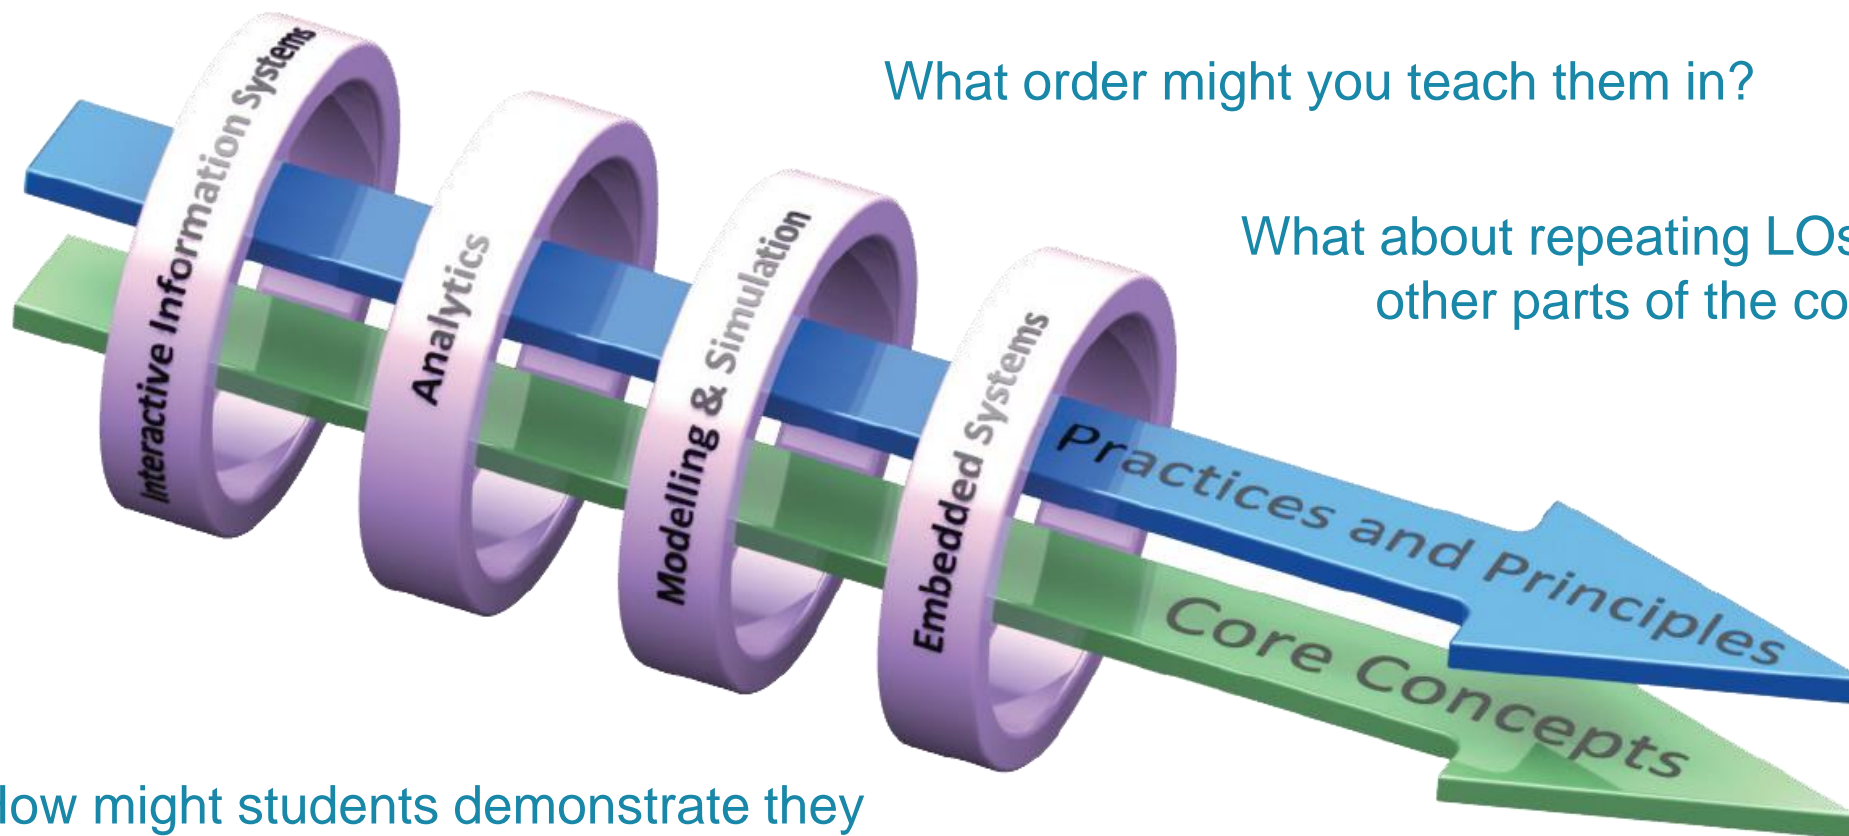 What order might you teach them in?
What about repeating LOs
other parts of the co
Interactive Information Systems
Analytics
Modelling & Simulation
Embedded Systems
Practices and Principles
Core Concepts
How might students demonstrate they